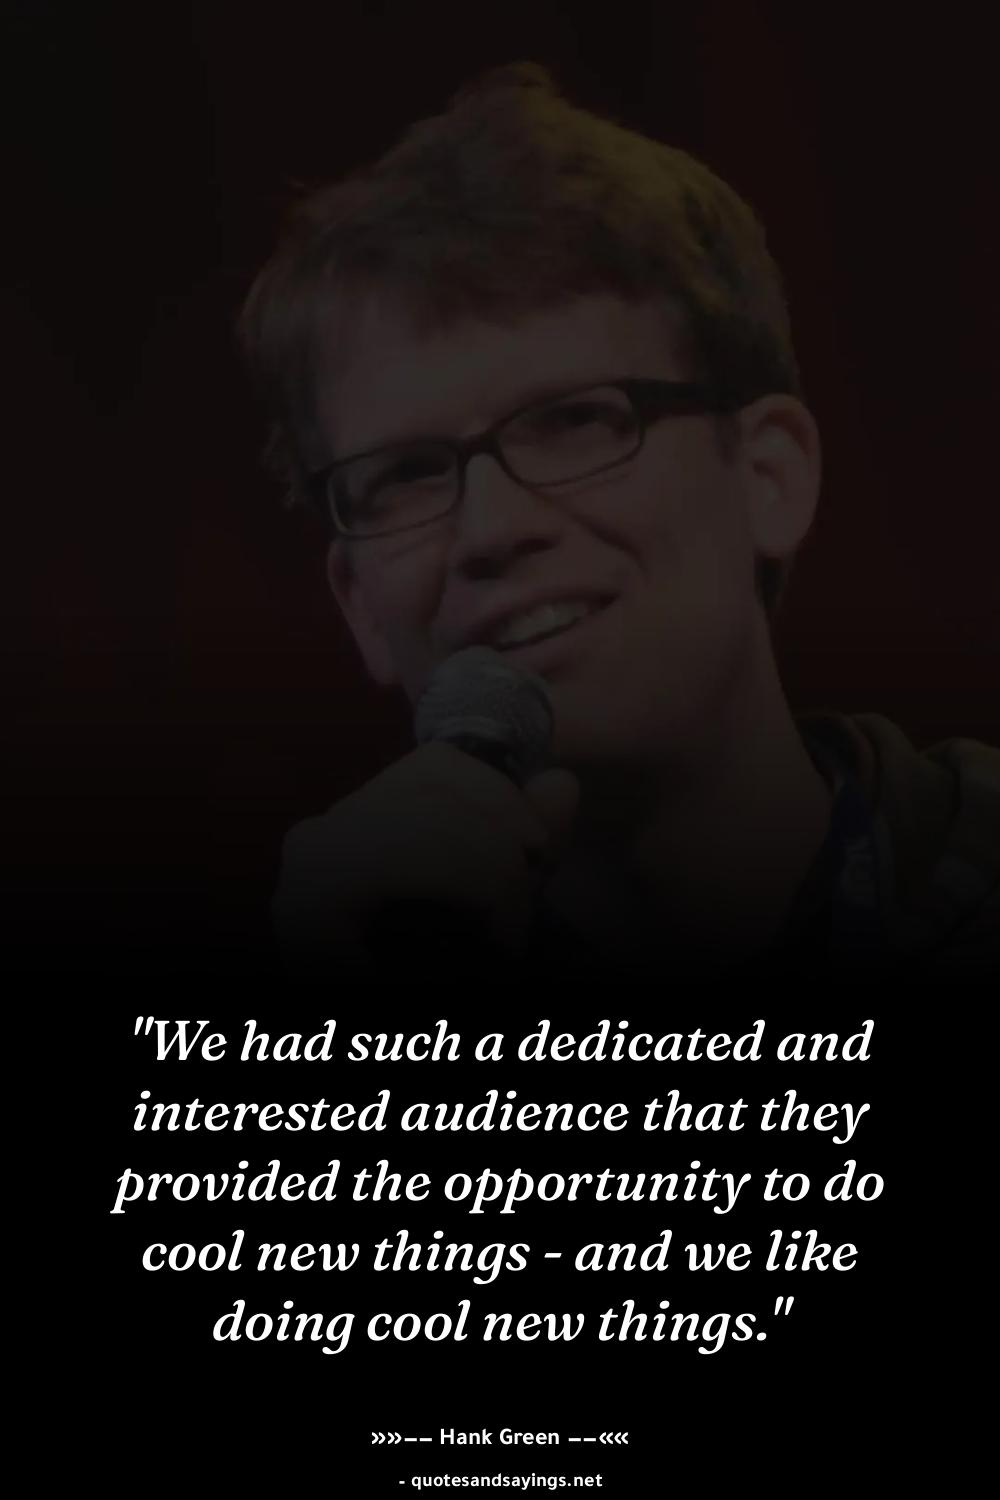 "We had such a dedicated and
interested audience that they
provided the opportunity to do
cool new things - and we like
doing cool new things."
»»−− Hank Green −−««
- quotesandsayings.net